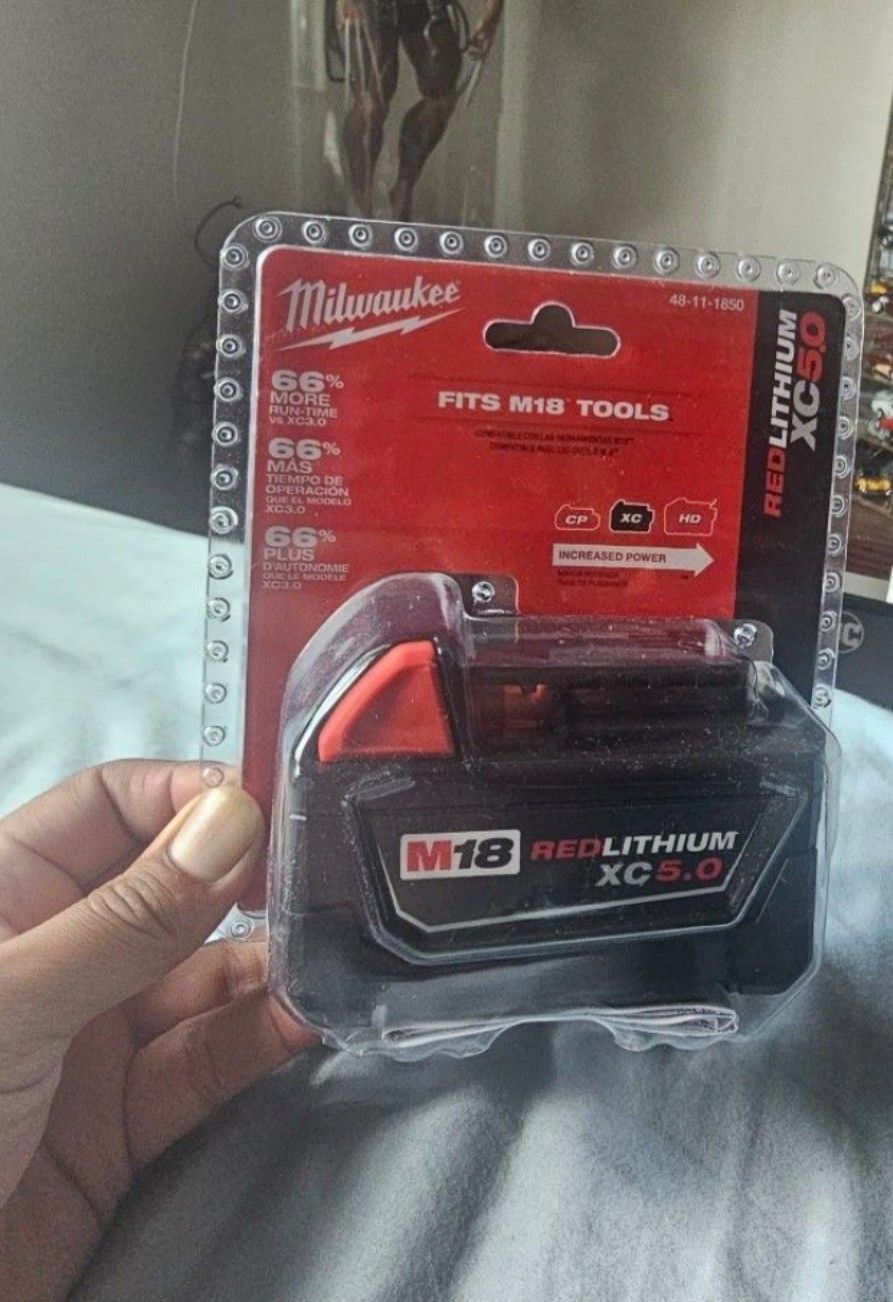 Milwaukee
48-11-1850
REDLITHIUM
XC5.0
66%
MORE
RUN-TIME
vs XC3.0
66%
MÁS
TIEMPO DE
OPERACIÓN
QUE EL MODELO
XC3.0
66%
PLUS
D'AUTONOMIE
QUE LE MODÈLE
XC3.0
FITS M18™ TOOLS
CP XC HD
INCREASED POWER
M18 REDLITHIUM
XC5.0